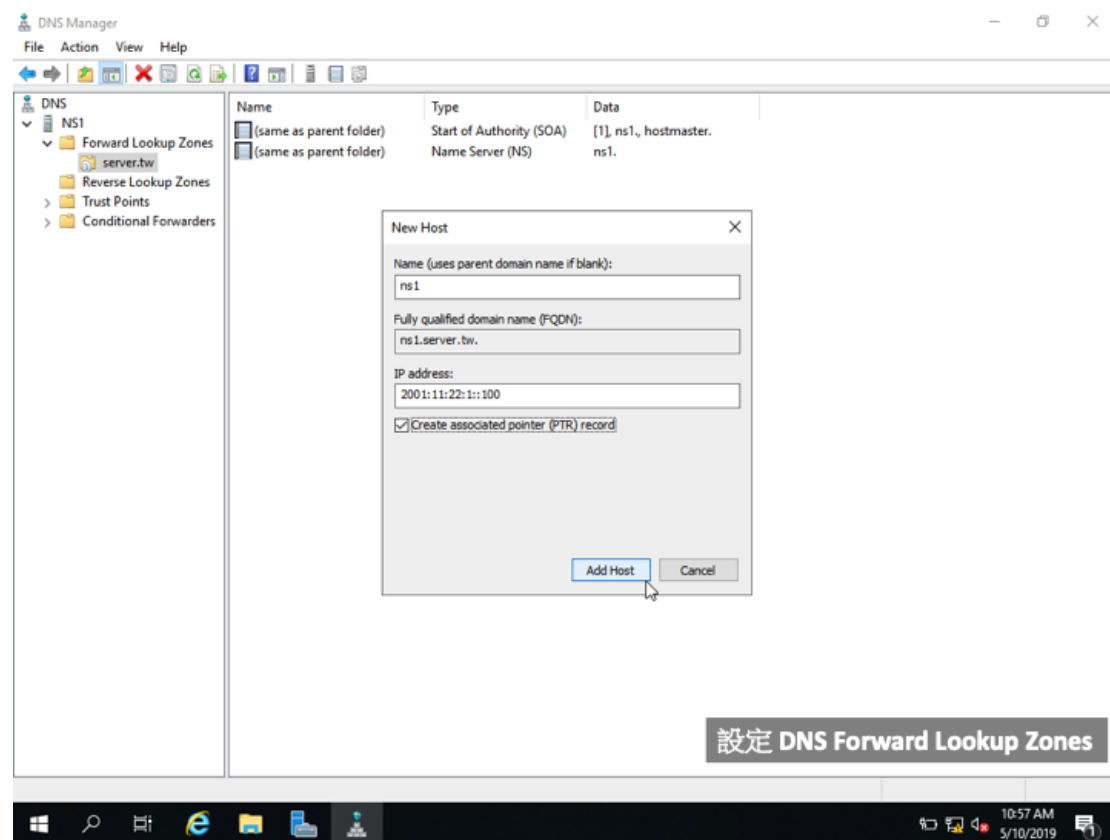 DNS Manager
File Action View Help
DNS
NS1
Forward Lookup Zones
server.tw
Reverse Lookup Zones
Trust Points
Conditional Forwarders
Name Type Data
(same as parent folder) Start of Authority (SOA) [1], ns1., hostmaster.
(same as parent folder) Name Server (NS) ns1.
New Host
Name (uses parent domain name if blank):
ns1
Fully qualified domain name (FQDN):
ns1.server.tw.
IP address:
2001:11:22:1::100
Create associated pointer (PTR) record
Add Host Cancel
設定 DNS Forward Lookup Zones
10:57 AM
5/10/2019
1